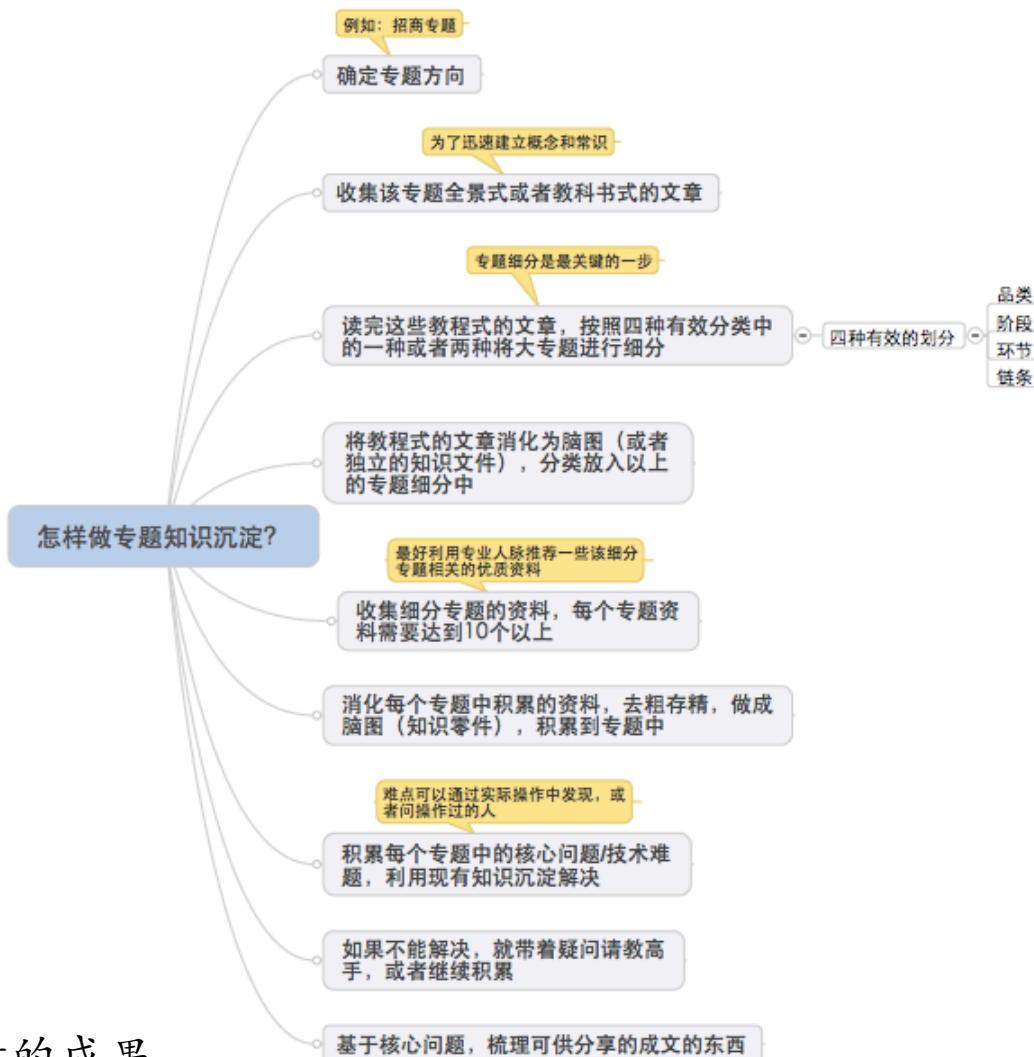 例如：招商专题
确定专题方向
为了迅速建立概念和常识
收集该专题全景式或者教科书式的文章
专题细分是最关键的一步
读完这些教程式的文章，按照四种有效分类中
的一种或者两种将大专题进行细分
四种有效的划分
品类
阶段
环节
链条
将教程式的文章消化为脑图（或者
独立的知识文件），分类放入以上
的专题细分中
怎样做专题知识沉淀？
最好利用专业人脉推荐一些该细分
专题相关的优质资料
收集细分专题的资料，每个专题资
料需要达到10个以上
消化每个专题中积累的资料，去粗存精，做成
脑图（知识零件），积累到专题中
难点可以通过实际操作中发现，或
者问操作过的人
积累每个专题中的核心问题/技术难
题，利用现有知识沉淀解决
如果不能解决，就带着疑问请教高
手，或者继续积累
基于核心问题，梳理可供分享的成文的东西
的成果